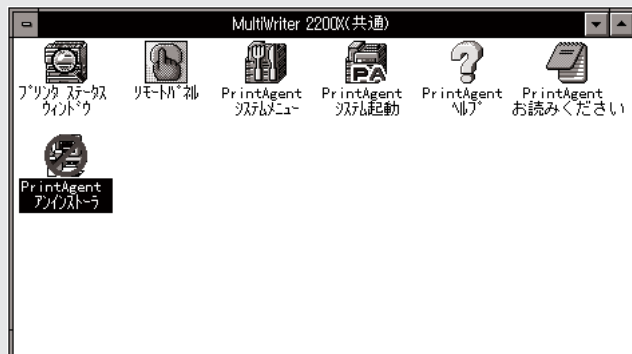 MultiWriter 2200X(共通)
プリンタ ステータス
ウィンドウ
リモートパネル
PrintAgent
システムメニュー
PrintAgent
システム起動
PrintAgent
ヘルプ
PrintAgent
お読みください
PA
PrintAgent
アンインストーラ